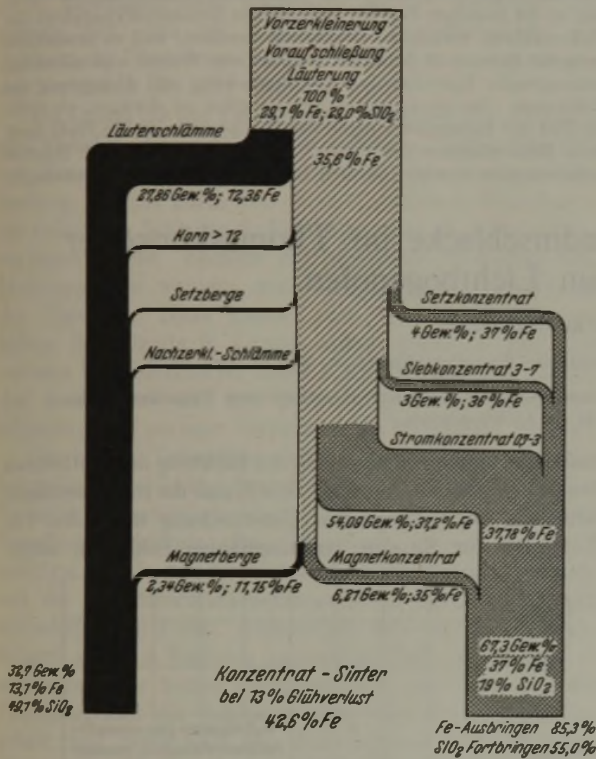 Vorzerkleinerung
Voraufschließung
Läuterung
100 %
29,1% Fe; 29,0% SiO₂
Läuterschlämme
35,6% Fe
27,86 Gew.%; 12,36 Fe
Korn > 12
Setzberge
Setzkonzentrat
4 Gew.%; 37% Fe
Nachzerkl.-Schlämme
Siebkonzentrat 3-7
3 Gew.%; 36% Fe
Stromkonzentrat 0,9-3
54,09 Gew.%; 37,2% Fe
37,18% Fe
Magnetberge
Magnetkonzentrat
2,34 Gew.%; 11,15% Fe
6,21 Gew.%; 35% Fe
67,3 Gew.%
37% Fe
19% SiO₂
32,7 Gew.%
13,1% Fe
49,1% SiO₂
Konzentrat - Sinter
bei 13% Glühverlust
42,6% Fe
Fe-Ausbringen 85,3%
SiO₂ Fortbringen 55,0%